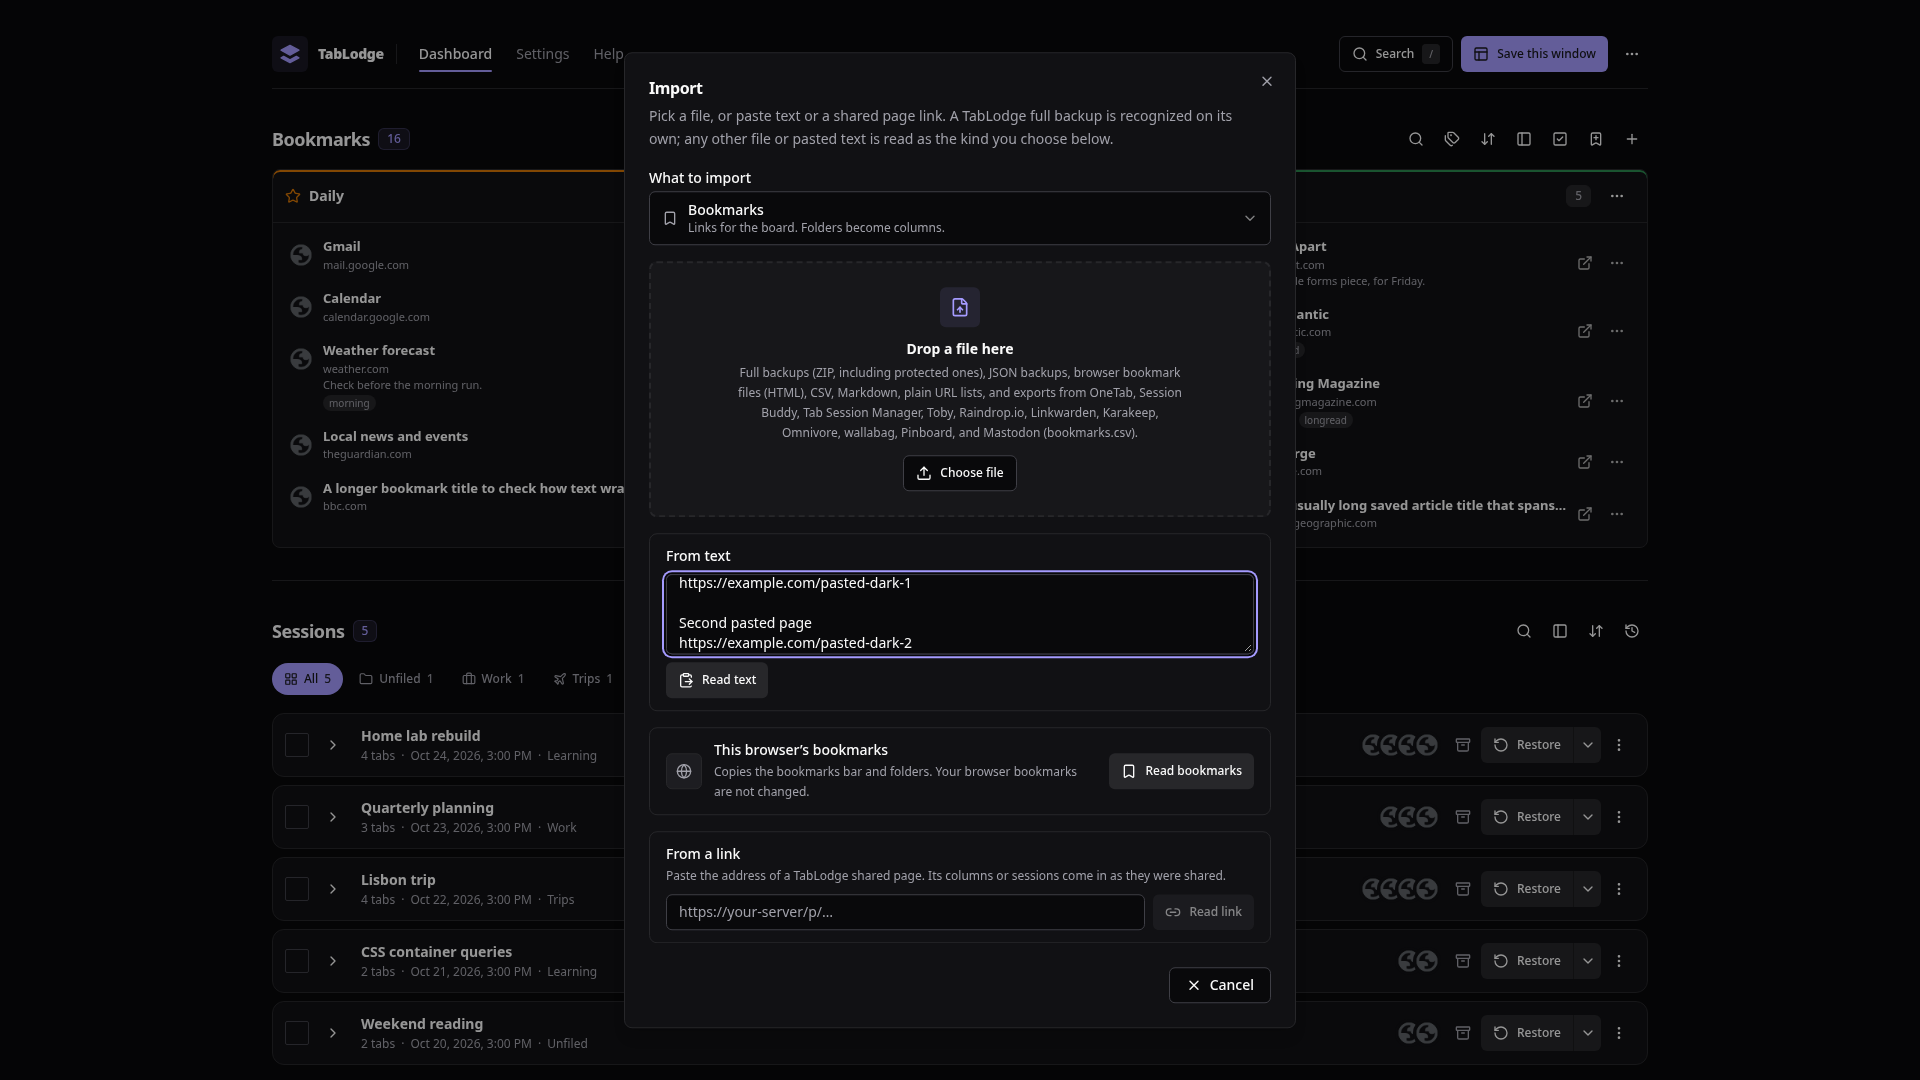 TabLodge
Dashboard
Settings
Help
Search /
Save this window
Bookmarks 16
Daily
Gmail
mail.google.com
Calendar
calendar.google.com
Weather forecast
weather.com
Check before the morning run.
morning
Local news and events
theguardian.com
A longer bookmark title to check how text wra
bbc.com
Import
Pick a file, or paste text or a shared page link. A TabLodge full backup is recognized on its
own; any other file or pasted text is read as the kind you choose below.
What to import
Bookmarks
Links for the board. Folders become columns.
Drop a file here
Full backups (ZIP, including protected ones), JSON backups, browser bookmark
files (HTML), CSV, Markdown, plain URL lists, and exports from OneTab, Session
Buddy, Tab Session Manager, Toby, Raindrop.io, Linkwarden, Karakeep,
Omnivore, wallabag, Pinboard, and Mastodon (bookmarks.csv).
Choose file
From text
https://example.com/pasted-dark-1
Second pasted page
https://example.com/pasted-dark-2
Read text
This browser’s bookmarks
Copies the bookmarks bar and folders. Your browser bookmarks
are not changed.
Read bookmarks
From a link
Paste the address of a TabLodge shared page. Its columns or sessions come in as they were shared.
https://your-server/p/...
Read link
Cancel
5
Apart
t.com
le forms piece, for Friday.
antic
tic.com
d
ing Magazine
gmagazine.com
longread
rge
e.com
sually long saved article title that spans...
geographic.com
Sessions 5
All 5
Unfiled 1
Work 1
Trips 1
Home lab rebuild
4 tabs · Oct 24, 2026, 3:00 PM · Learning
Restore
Quarterly planning
3 tabs · Oct 23, 2026, 3:00 PM · Work
Restore
Lisbon trip
4 tabs · Oct 22, 2026, 3:00 PM · Trips
Restore
CSS container queries
2 tabs · Oct 21, 2026, 3:00 PM · Learning
Restore
Weekend reading
2 tabs · Oct 20, 2026, 3:00 PM · Unfiled
Restore